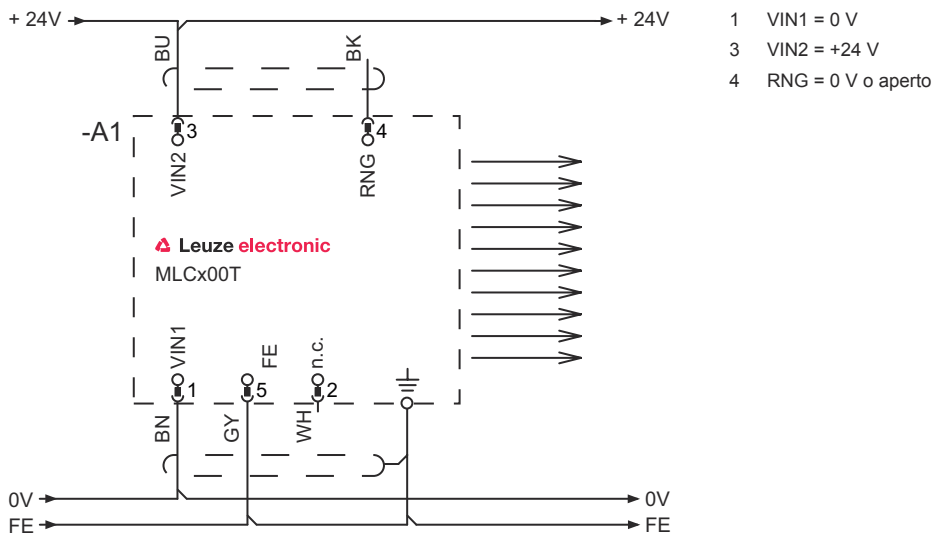 + 24V
+ 24V
BU
BK
-A1
3
4
VIN2
RNG
Leuze electronic
MLCx00T
VIN1
FE
n.c.
1
5
2
BN
GY
WH
0V
0V
FE
FE
1 VIN1 = 0 V
3 VIN2 = +24 V
4 RNG = 0 V o aperto